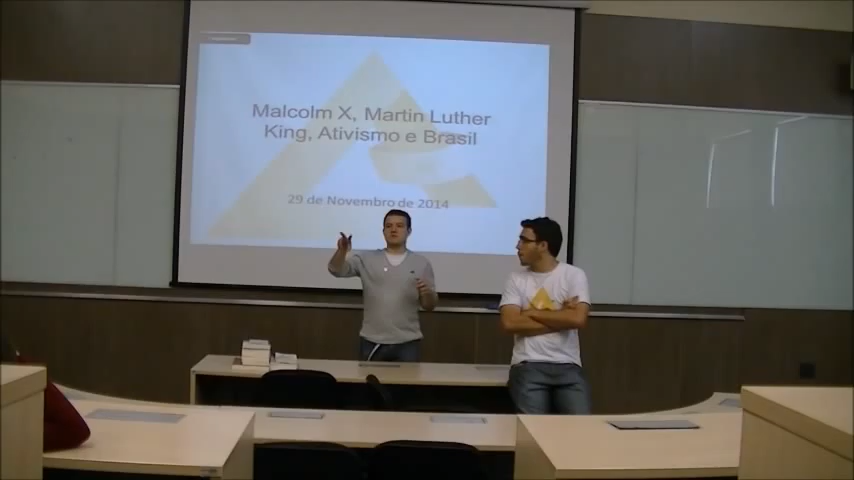 Malcolm X, Martin Luther
King, Ativismo e Brasil
29 de Novembro de 2014